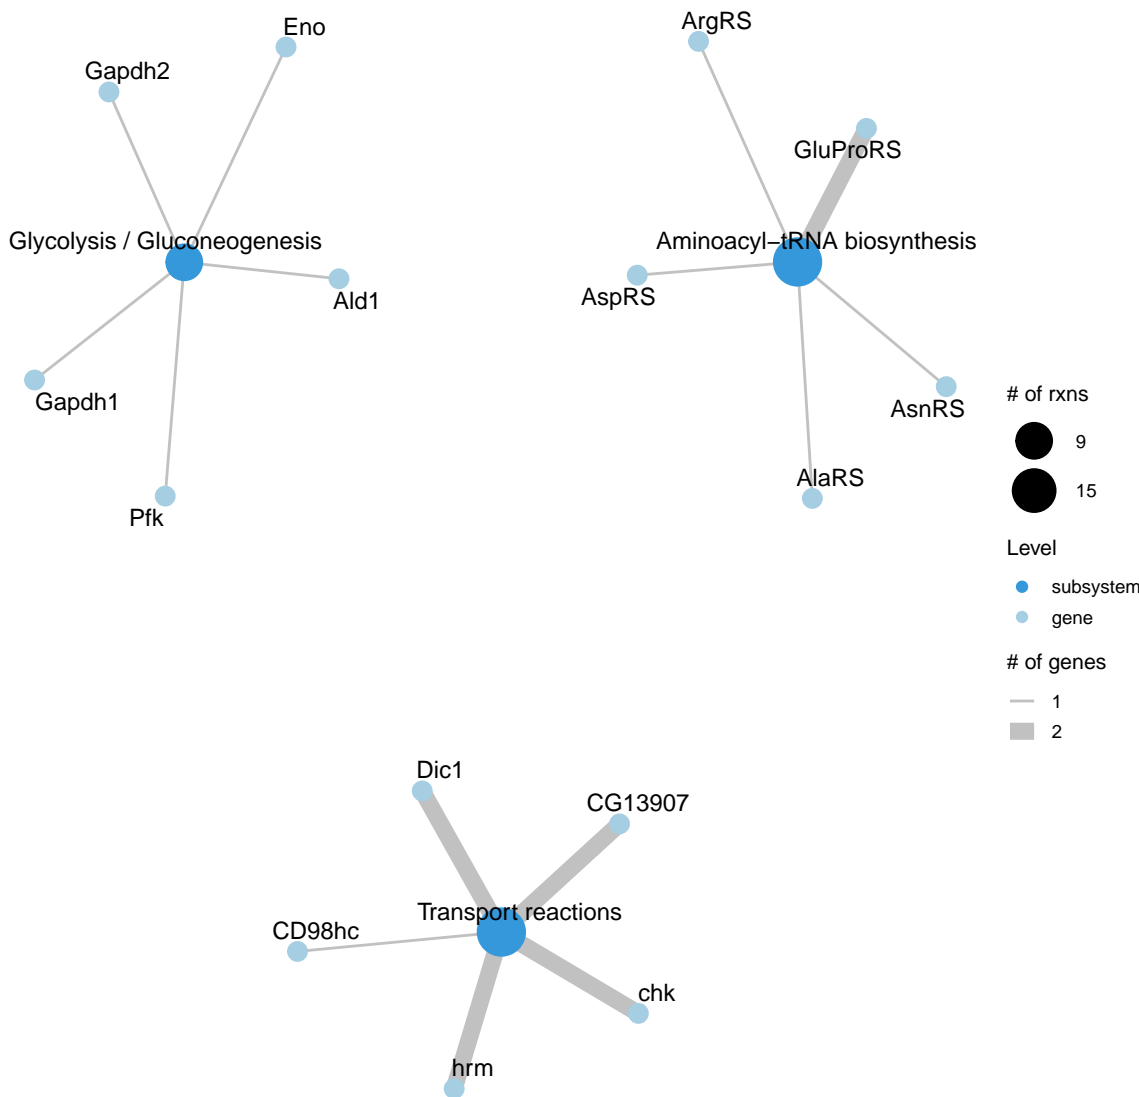 ArgRS
Eno
Gapdh2
GluProRS
Glycolysis / Gluconeogenesis
Aminoacyl−tRNA biosynthesis
Ald1
AspRS
Gapdh1
AsnRS
AlaRS
Pfk
# of rxns
9
15
Level
subsystem
gene
# of genes
1
2
Dic1
CG13907
Transport reactions
CD98hc
chk
hrm